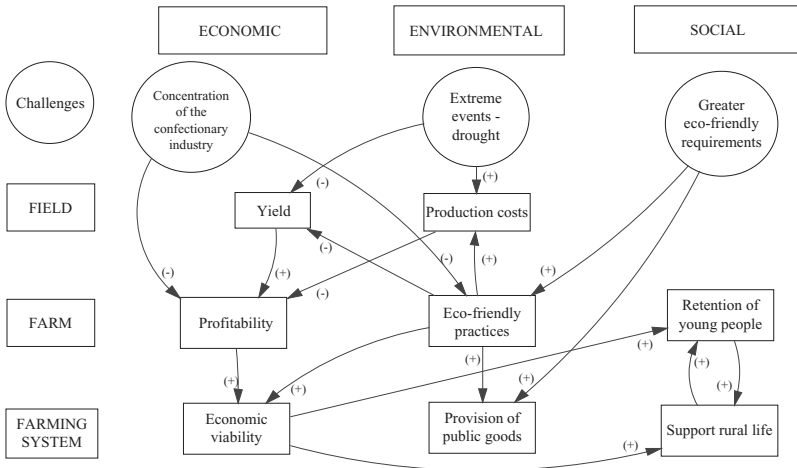 ECONOMIC
ENVIRONMENTAL
SOCIAL
Challenges
Concentration
of the
confectionary
industry
Extreme
events -
drought
Greater
eco-friendly
requirements
(-)
(+)
FIELD
Yield
Production costs
(-)
(-)
(+)
(+)
(-)
(+)
(-)
FARM
Profitability
Eco-friendly
practices
Retention of
young people
(+)
(+)
(+)
(+)
(+)
(+)
(+)
FARMING
SYSTEM
Economic
viability
Provision of
public goods
Support rural life
(+)
(+)